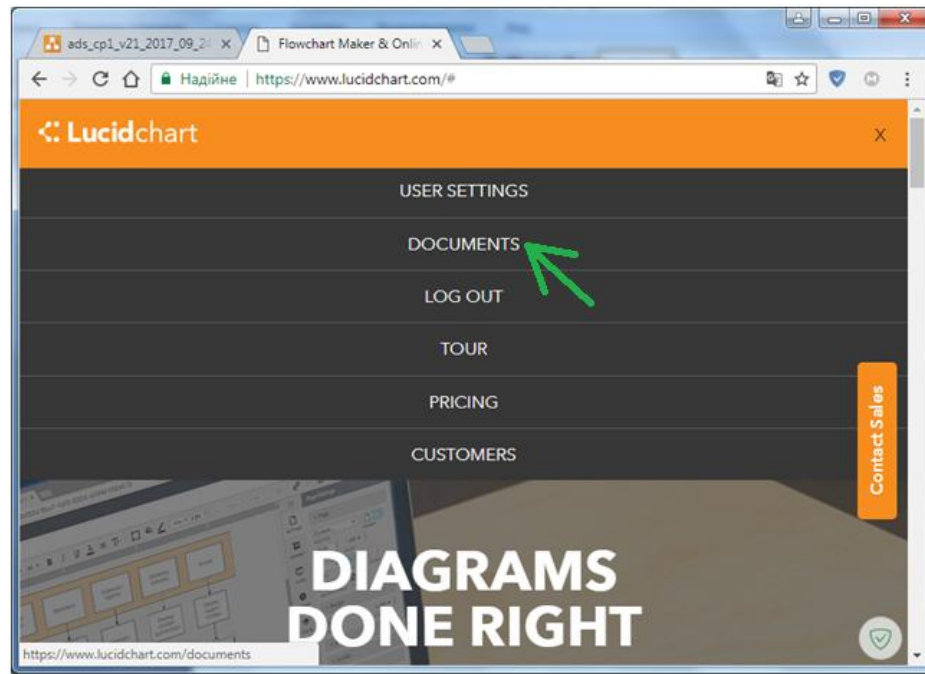 ads_cp1_v21_2017_09_2
Flowchart Maker & Onlin
Надійне
https://www.lucidchart.com/#
Lucidchart
x
USER SETTINGS
DOCUMENTS
LOG OUT
TOUR
PRICING
CUSTOMERS
Contact Sales
DIAGRAMS
DONE RIGHT
https://www.lucidchart.com/documents